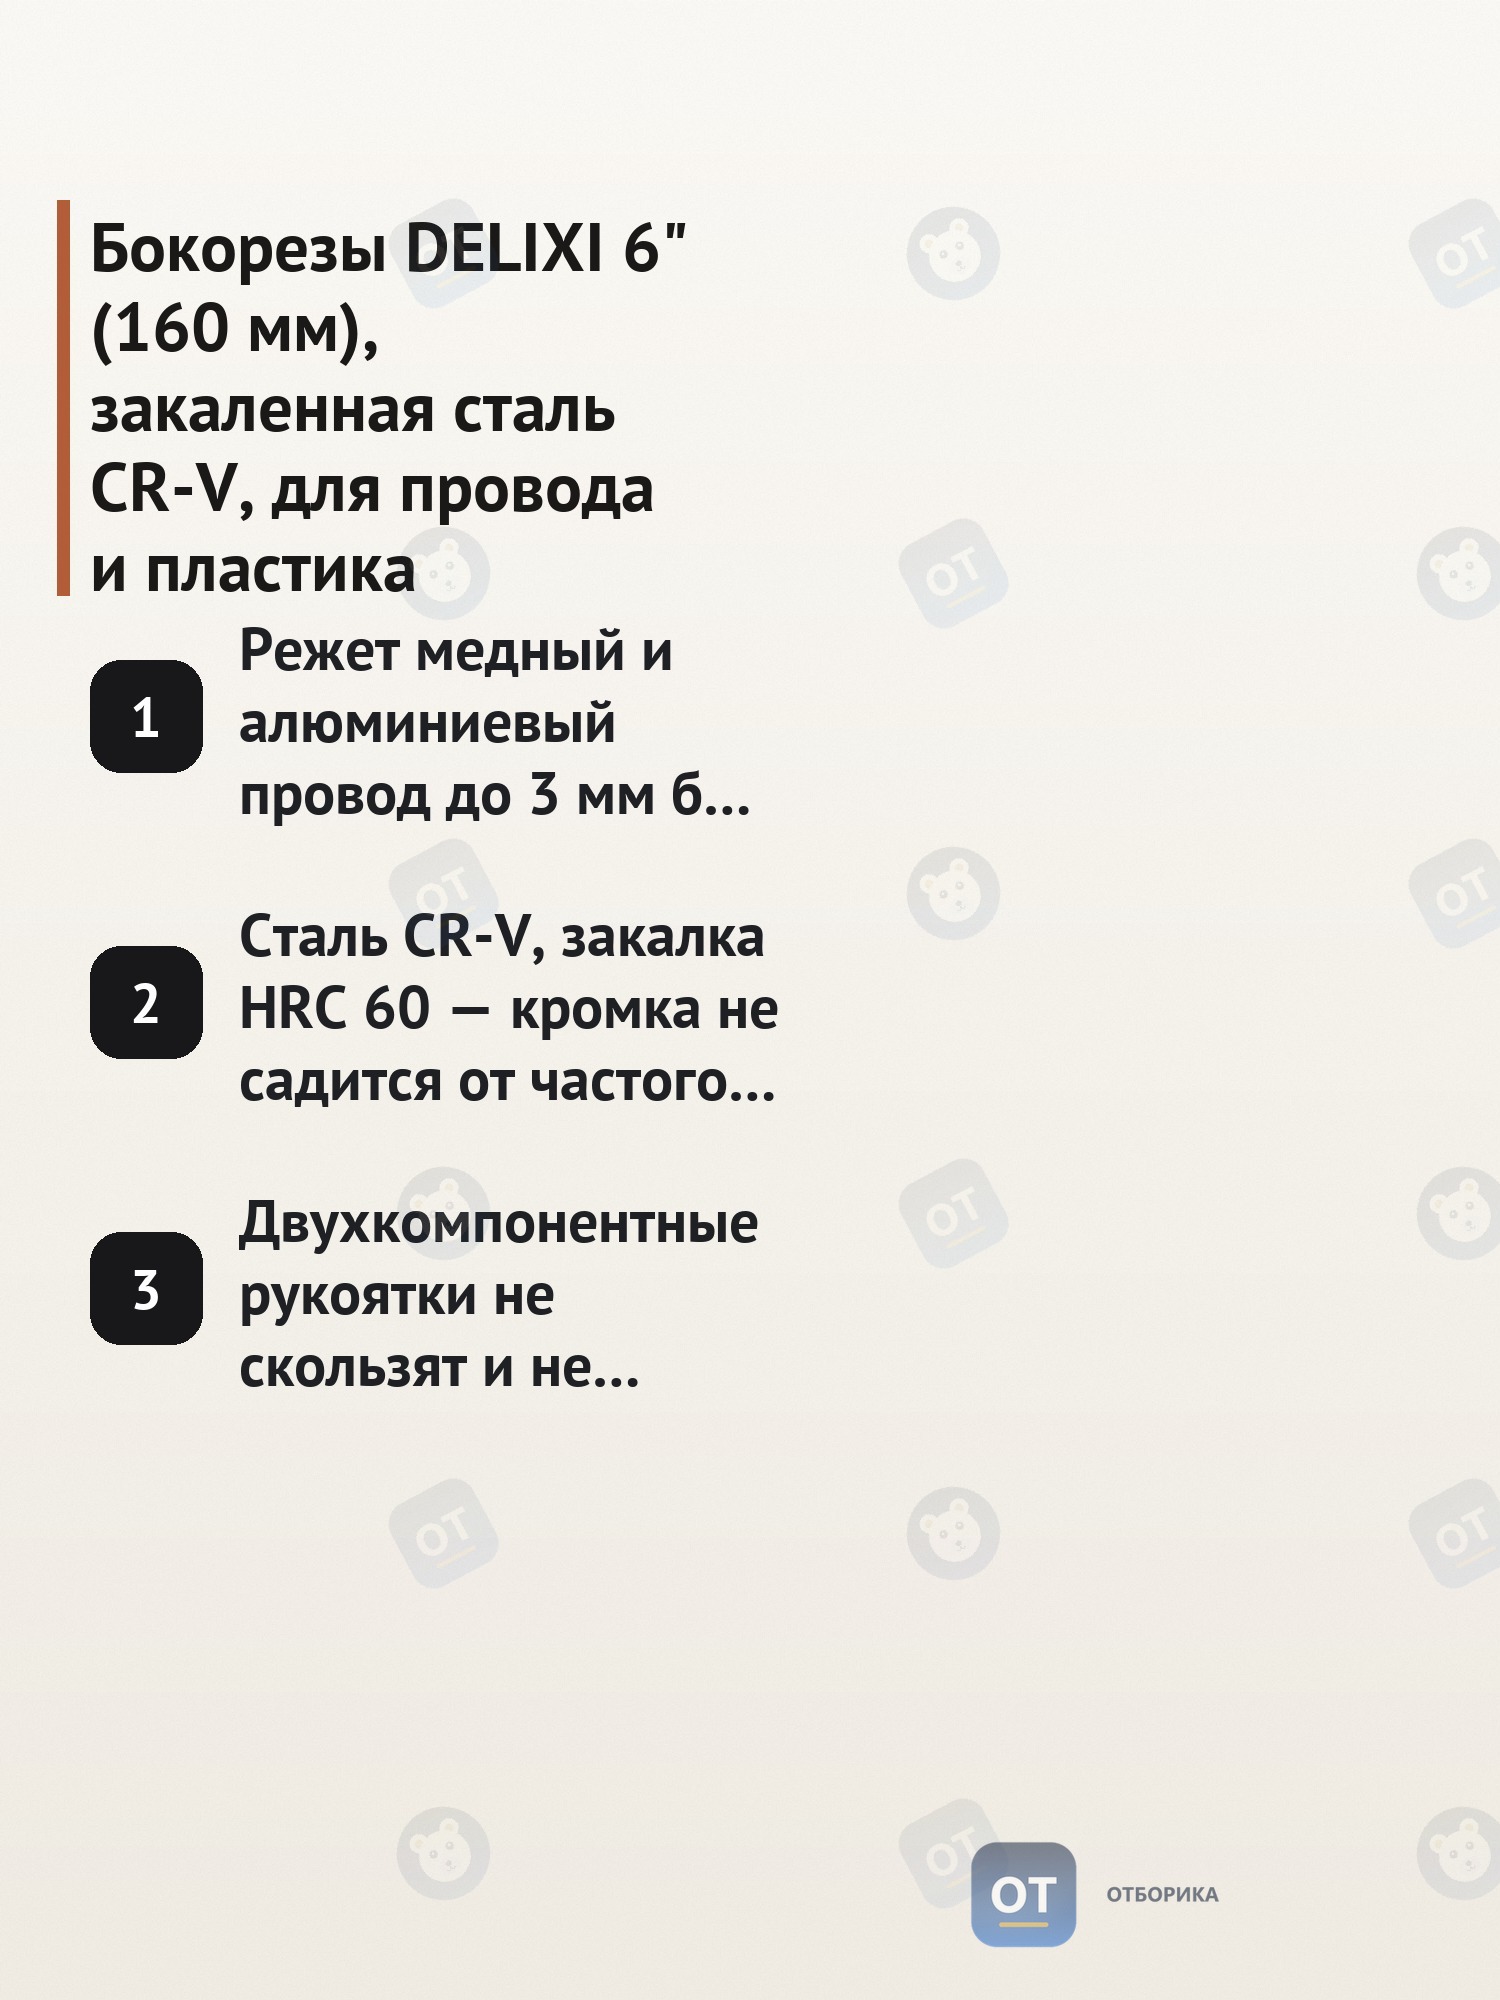 Бокорезы DELIXI 6"
(160 мм),
закаленная сталь
CR-V, для провода
и пластика
1
Режет медный и
алюминиевый
провод до 3 мм б...
2
Сталь CR-V, закалка
HRC 60 — кромка не
садится от частого...
3
Двухкомпонентные
рукоятки не
скользят и не...
ОТ
ОТБОРИКА